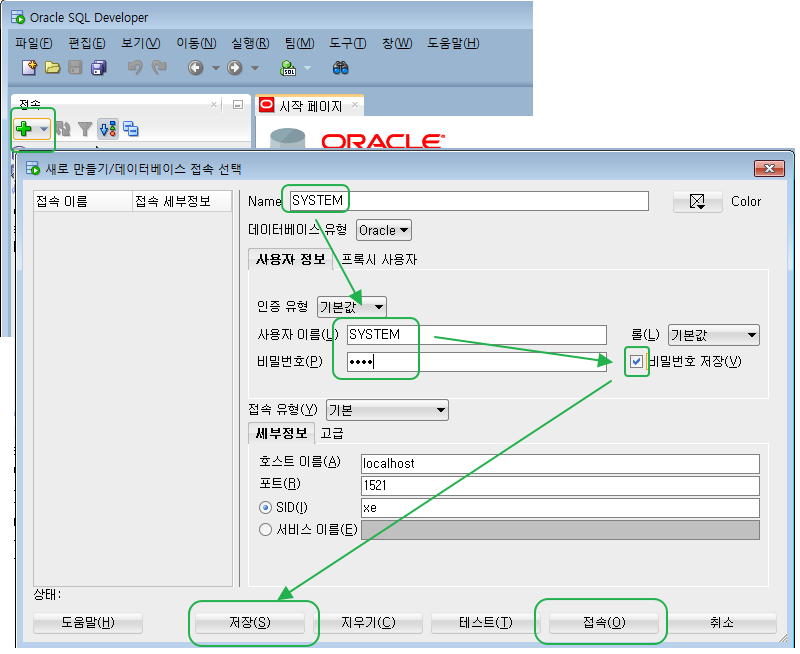 Oracle SQL Developer
파일(F) 편집(E) 보기(V) 이동(N) 실행(R) 팀(M) 도구(T) 창(W) 도움말(H)
SQL
접속
시작 페이지
ORACLE
새로 만들기/데이터베이스 접속 선택
접속 이름 접속 세부정보
Name SYSTEM
Color
데이터베이스 유형 Oracle
사용자 정보 프록시 사용자
인증 유형 기본값
사용자 이름(U) SYSTEM
롤(L) 기본값
비밀번호(P) ••••
비밀번호 저장(V)
접속 유형(Y) 기본
세부정보 고급
호스트 이름(A) localhost
포트(R) 1521
SID(I) xe
서비스 이름(E)
상태:
도움말(H) 저장(S) 지우기(C) 테스트(T) 접속(O) 취소